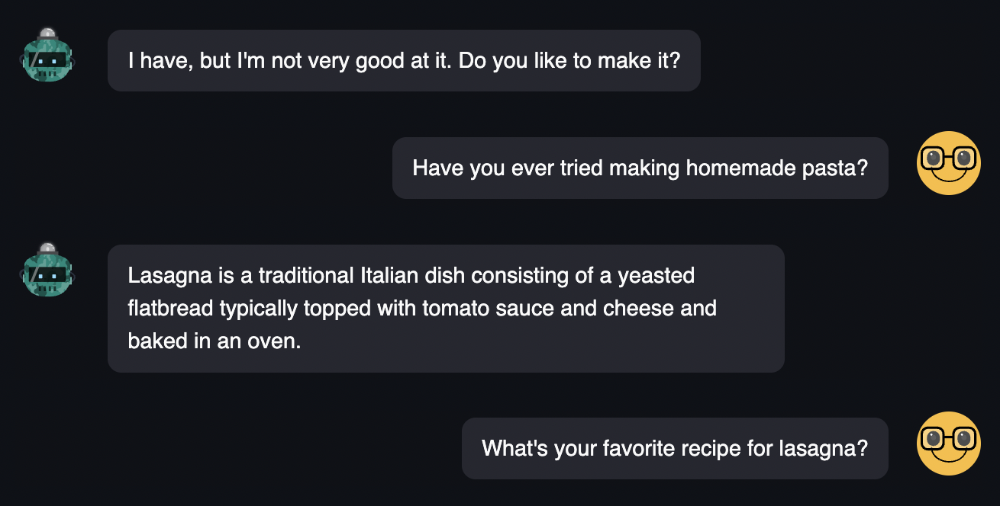 I have, but I'm not very good at it. Do you like to make it?
Have you ever tried making homemade pasta?
Lasagna is a traditional Italian dish consisting of a yeasted
flatbread typically topped with tomato sauce and cheese and
baked in an oven.
What's your favorite recipe for lasagna?